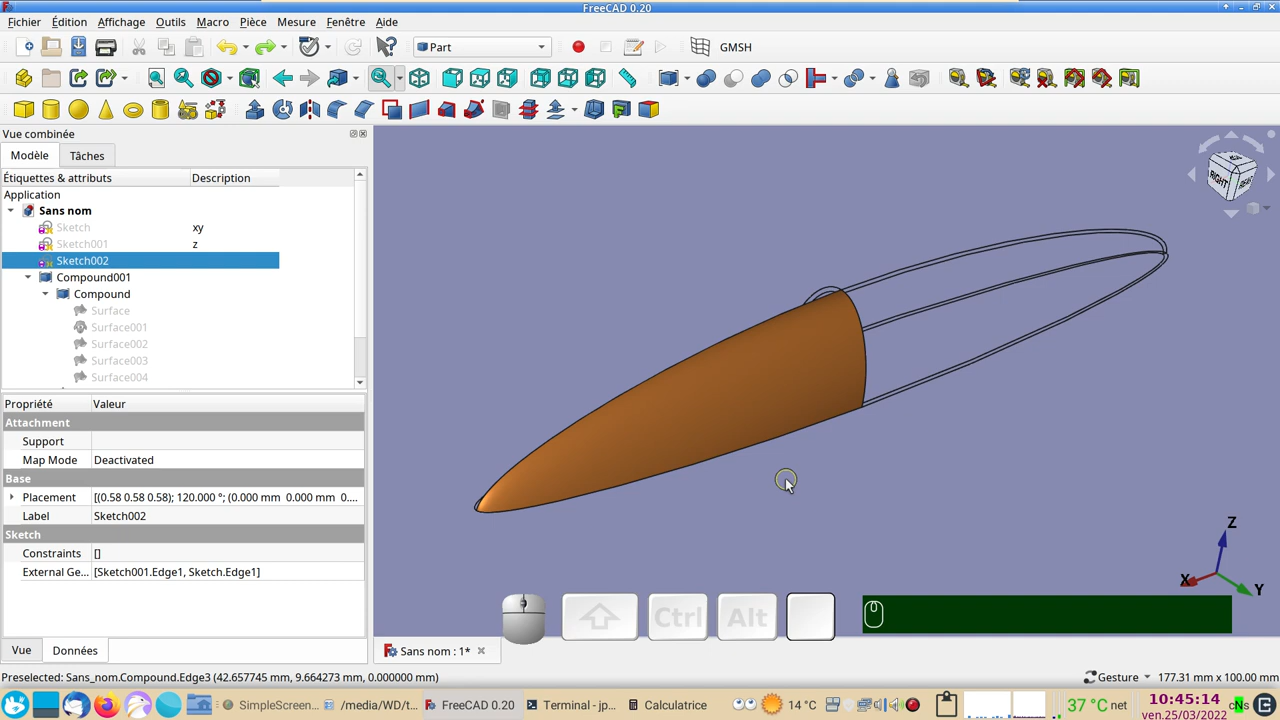 FreeCAD 0.20
Fichier Édition Affichage Outils Macro Pièce Mesure Fenêtre Aide
Part
GMSH
Vue combinée
Modèle Tâches
Étiquettes & attributs Description
Application
Sans nom
Sketch xy
Sketch001 z
Sketch002
Compound001
Compound
Surface
Surface001
Surface002
Surface003
Surface004
Propriété Valeur
Attachment
Support
Map Mode Deactivated
Base
Placement [(0.58 0.58 0.58); 120.000 °; (0.000 mm 0.000 mm 0....
Label Sketch002
Sketch
Constraints []
External Ge... [Sketch001.Edge1, Sketch.Edge1]
Vue Données
RIGHT
Z
X
Y
Ctrl Alt
Sans nom : 1*
Preselected: Sans_nom.Compound.Edge3 (42.657745 mm, 9.664273 mm, 0.000000 mm)
Gesture 177.31 mm x 100.00 mm
SimpleScreen... /media/WD/t... FreeCAD 0.20 Terminal - jp... Calculatrice
14 °C
37 °C net
10:45:14
ven.25/03/2022